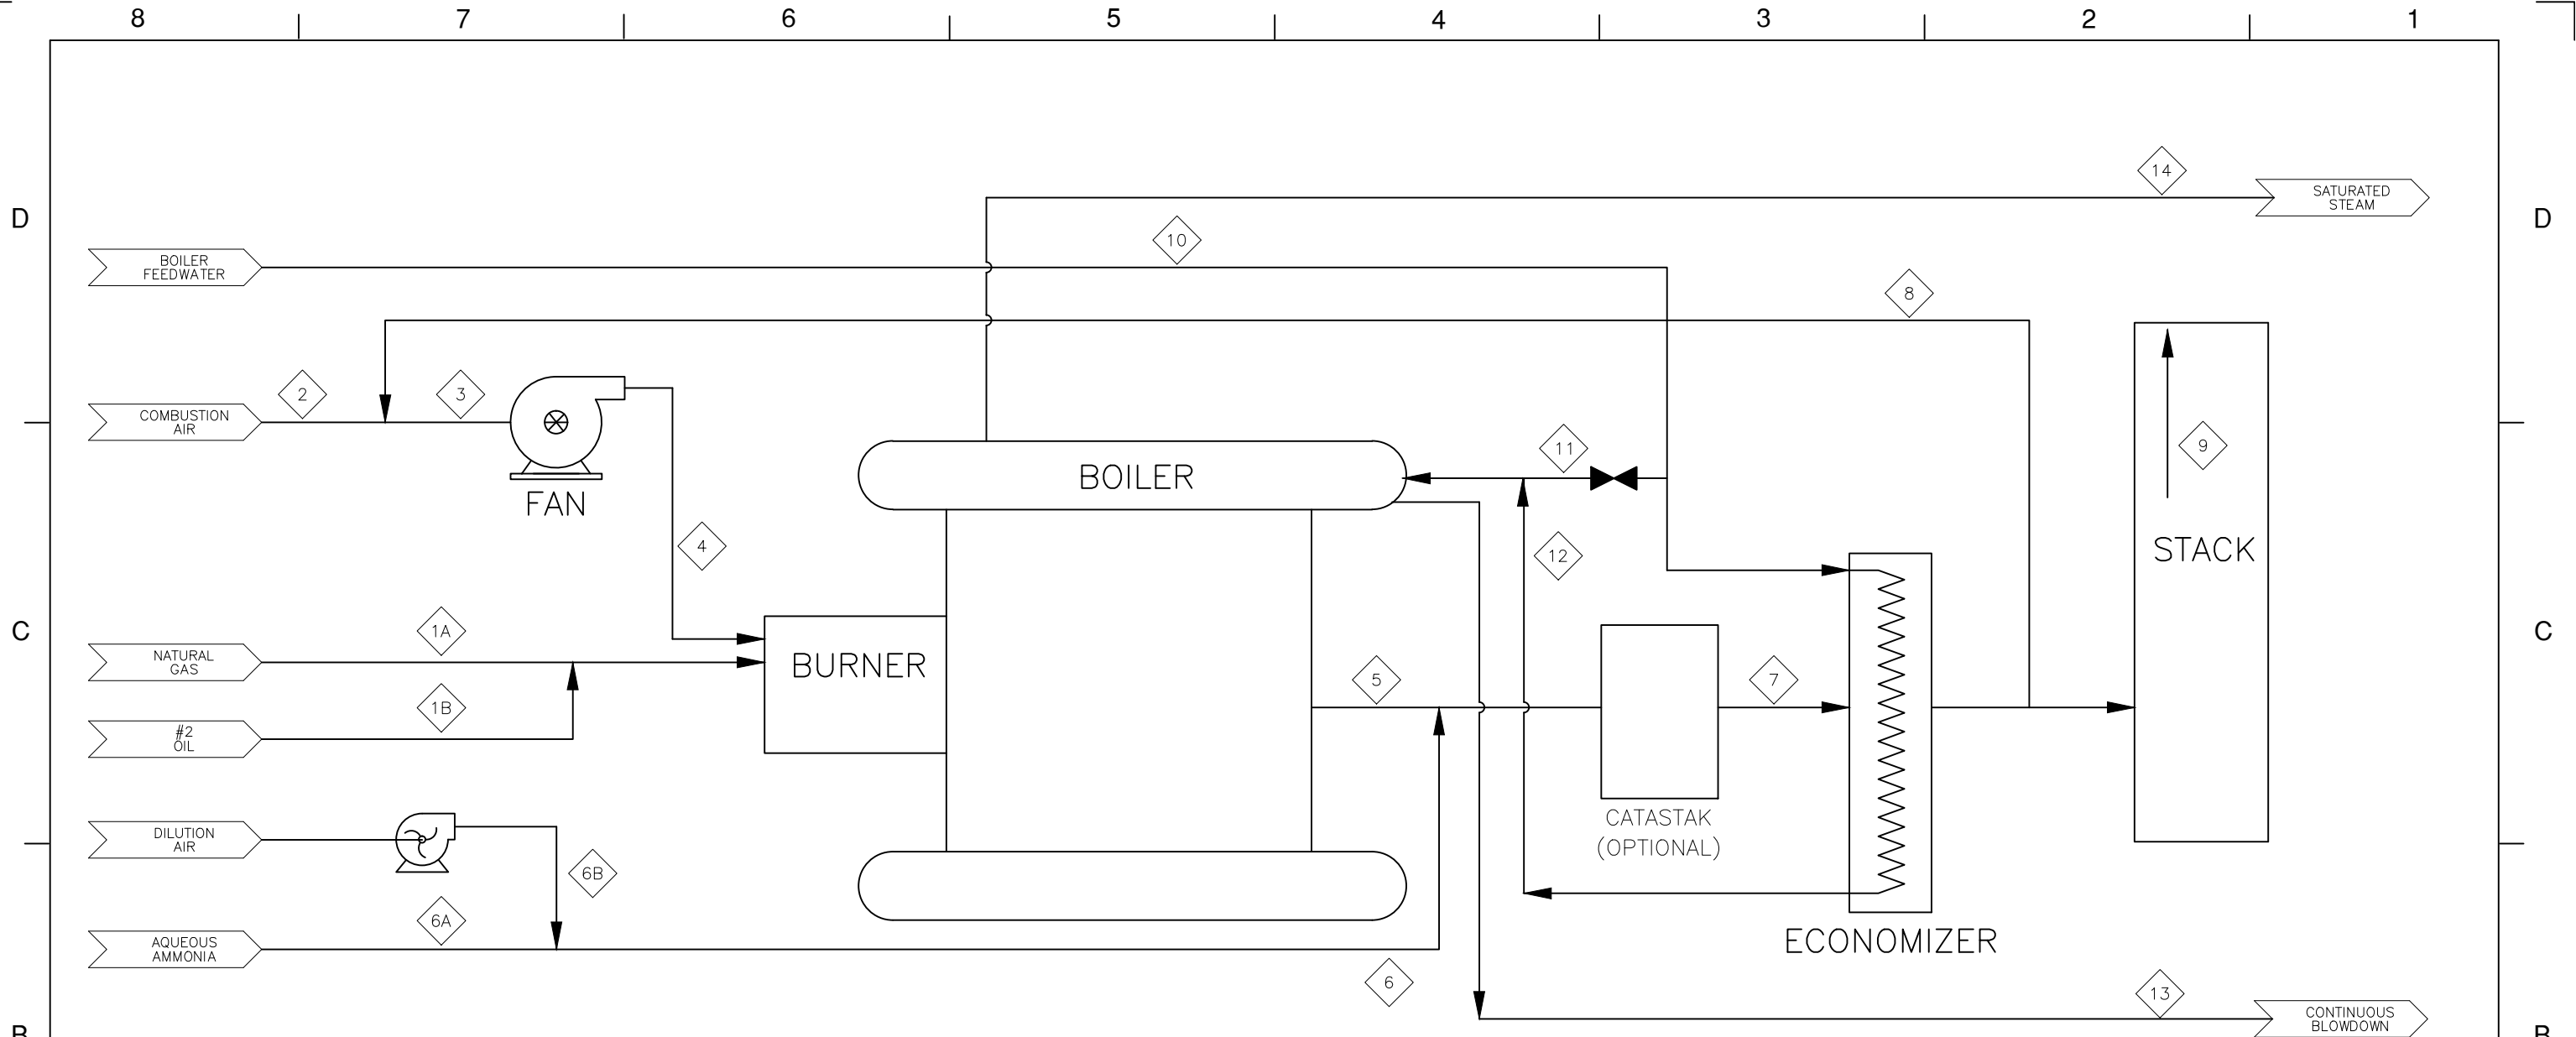 8 7 6 5 4 3 2 1
14
SATURATED
STEAM
D
D
10
BOILER
FEEDWATER
8
2
3
COMBUSTION
AIR
FAN
BOILER
11
9
4
12
STACK
C
C
1A
NATURAL
GAS
BURNER
5
7
1B
#2
OIL
CATASTAK
(OPTIONAL)
DILUTION
AIR
6B
6A
AQUEOUS
AMMONIA
ECONOMIZER
6
13
CONTINUOUS
BLOWDOWN
B
B